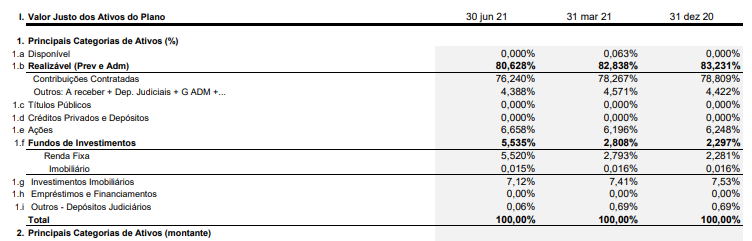 I. Valor Justo dos Ativos do Plano 30 jun 21 31 mar 21 31 dez 20
1. Principais Categorias de Ativos (%)
1.a Disponível 0,000% 0,063% 0,000%
1.b Realizável (Prev e Adm) 80,628% 82,838% 83,231%
Contribuições Contratadas 76,240% 78,267% 78,809%
Outros: A receber + Dep. Judiciais + G ADM +... 4,388% 4,571% 4,422%
1.c Títulos Públicos 0,000% 0,000% 0,000%
1.d Créditos Privados e Depósitos 0,000% 0,000% 0,000%
1.e Ações 6,658% 6,196% 6,248%
1.f Fundos de Investimentos 5,535% 2,808% 2,297%
Renda Fixa 5,520% 2,793% 2,281%
Imobiliário 0,015% 0,016% 0,016%
1.g Investimentos Imobiliários 7,12% 7,41% 7,53%
1.h Empréstimos e Financiamentos 0,00% 0,00% 0,00%
1.i Outros - Depósitos Judiciários 0,06% 0,69% 0,69%
Total 100,00% 100,00% 100,00%
2. Principais Categorias de Ativos (montante)